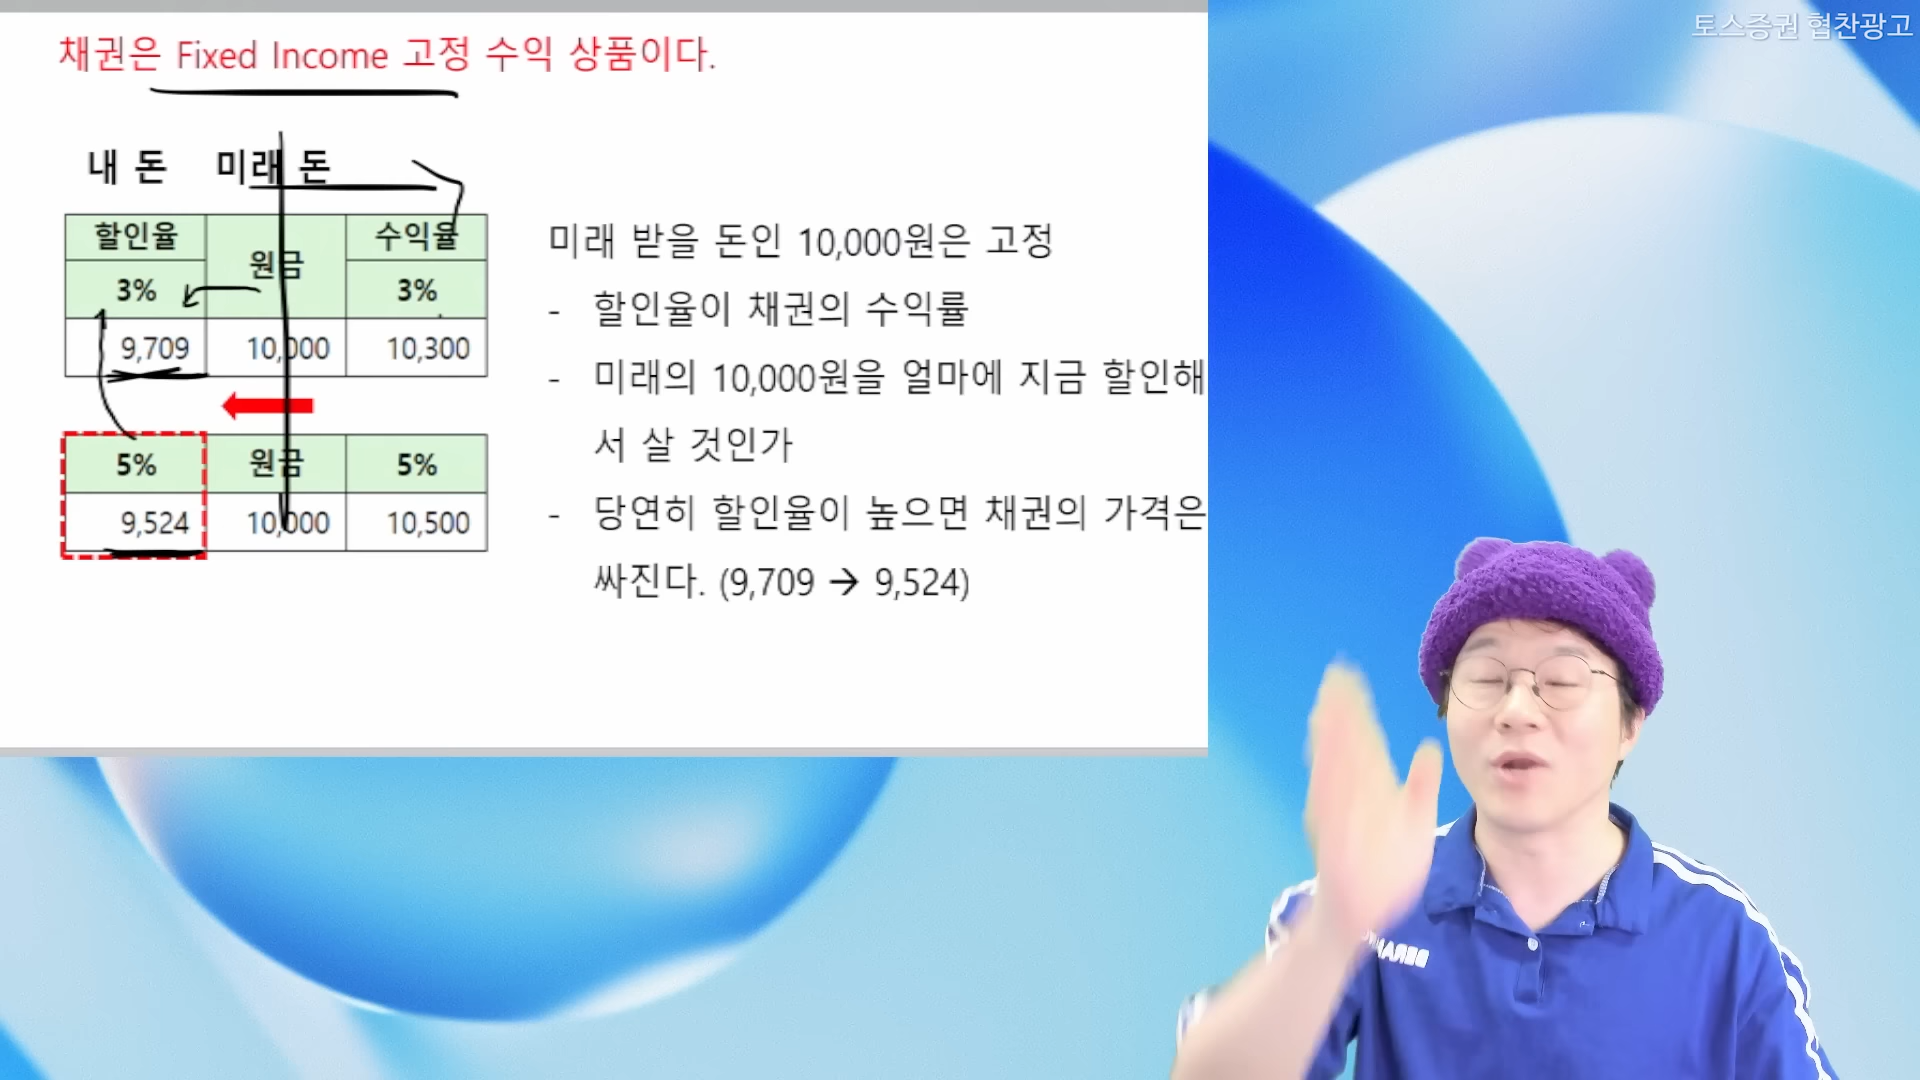 토스증권 협찬광고
채권은 Fixed Income 고정 수익 상품이다.
내 돈 미래 돈
할인율 원금 수익율
3% 3%
9,709 10,000 10,300
5% 원금 5%
9,524 10,000 10,500
미래 받을 돈인 10,000원은 고정
- 할인율이 채권의 수익률
- 미래의 10,000원을 얼마에 지금 할인해
서 살 것인가
- 당연히 할인율이 높으면 채권의 가격은
싸진다. (9,709 → 9,524)